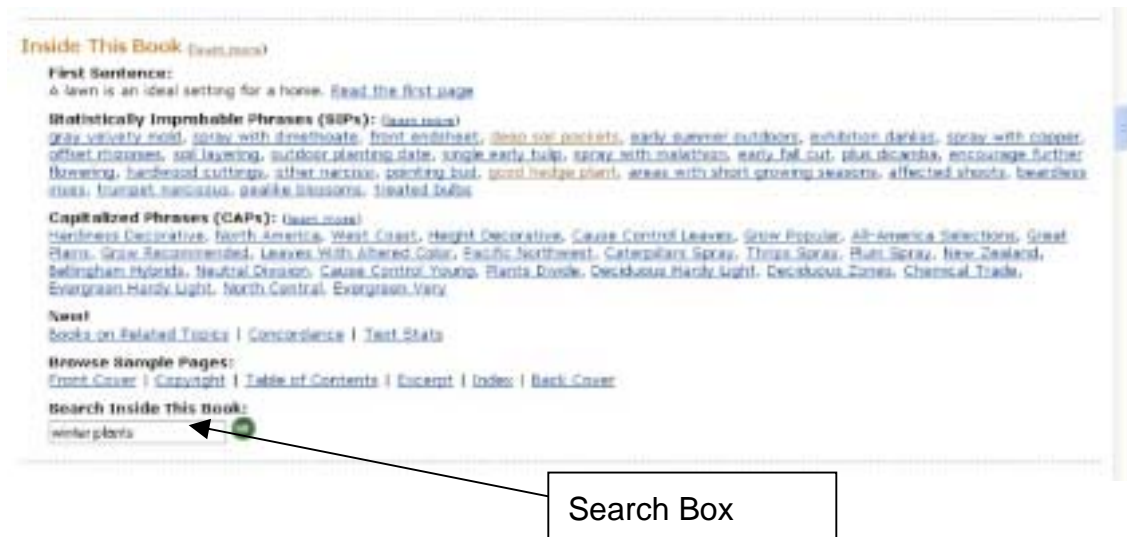 Inside This Book (learn more)
First Sentence:
A lawn is an ideal setting for a home. Read the first page
Statistically Improbable Phrases (SIPs): (learn more)
gray velvety mold, spray with dimethoate, front endsheet, deep soil pockets, early summer outdoors, exhibition dahlias, spray with copper,
offset rhizomes, soil layering, outdoor planting date, single early tulip, spray with malathion, early fall cut, plus dicamba, encourage further
flowering, hardwood cuttings, other narcissi, pointing bud, good hedge plant, areas with short growing seasons, affected shoots, beardless
irises, trumpet narcissus, pealike blossoms, treated bulbs
Capitalized Phrases (CAPs): (learn more)
Hardiness Decorative, North America, West Coast, Height Decorative, Cause Control Leaves, Grow Popular, All-America Selections, Great
Plains, Grow Recommended, Leaves With Altered Color, Pacific Northwest, Caterpillars Spray, Thrips Spray, Plum Spray, New Zealand,
Bellingham Hybrids, Neutral Division, Cause Control Young, Plants Divide, Deciduous Hardy Light, Deciduous Zones, Chemical Trade,
Evergreen Hardy Light, North Central, Evergreen Very
New!
Books on Related Topics | Concordance | Text Stats
Browse Sample Pages:
Front Cover | Copyright | Table of Contents | Excerpt | Index | Back Cover
Search Inside This Book:
winter plants
Search Box